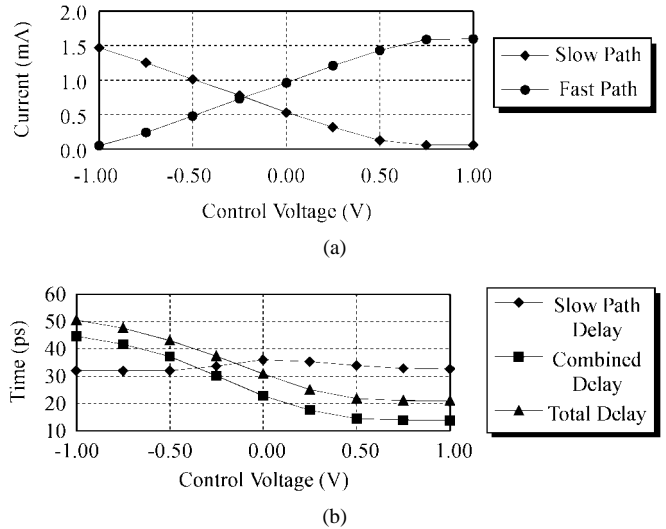 Current (mA)
2.0
1.5
1.0
0.5
0.0
-1.00 -0.50 0.00 0.50 1.00
Control Voltage (V)
Slow Path
Fast Path
(a)
Time (ps)
60
50
40
30
20
10
-1.00 -0.50 0.00 0.50 1.00
Control Voltage (V)
Slow Path
Delay
Combined
Delay
Total Delay
(b)